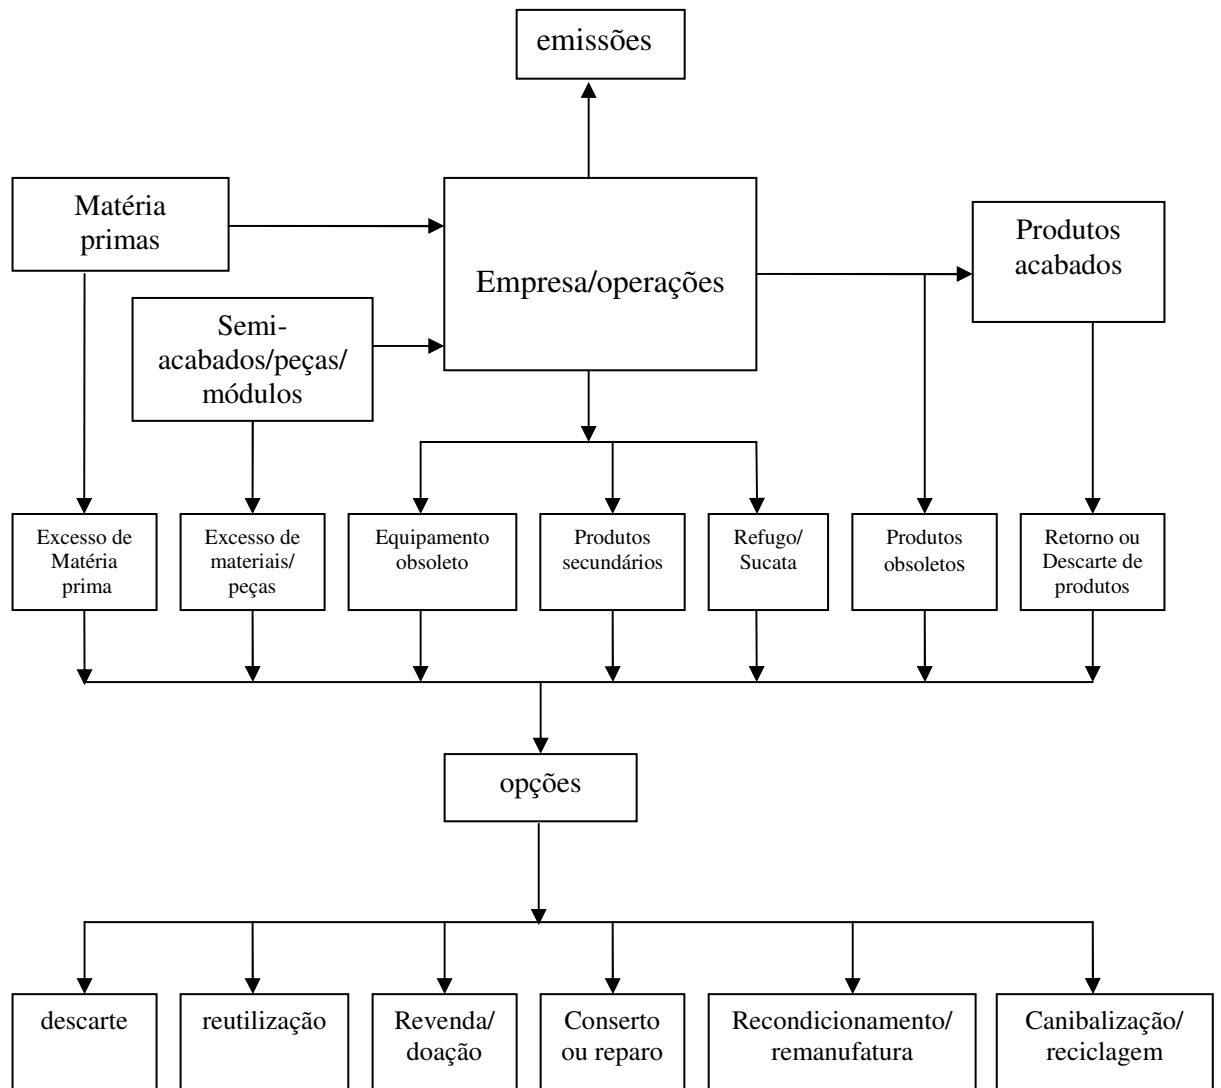 emissões
Matéria
primas
Empresa/operações
Produtos
acabados
Semi-
acabados/peças/
módulos
Excesso de
Matéria
prima
Excesso de
materiais/
peças
Equipamento
obsoleto
Produtos
secundários
Refugo/
Sucata
Produtos
obsoletos
Retorno ou
Descarte de
produtos
opções
descarte
reutilização
Revenda/
doação
Conserto
ou reparo
Recondicionamento/
remanufatura
Canibalização/
reciclagem